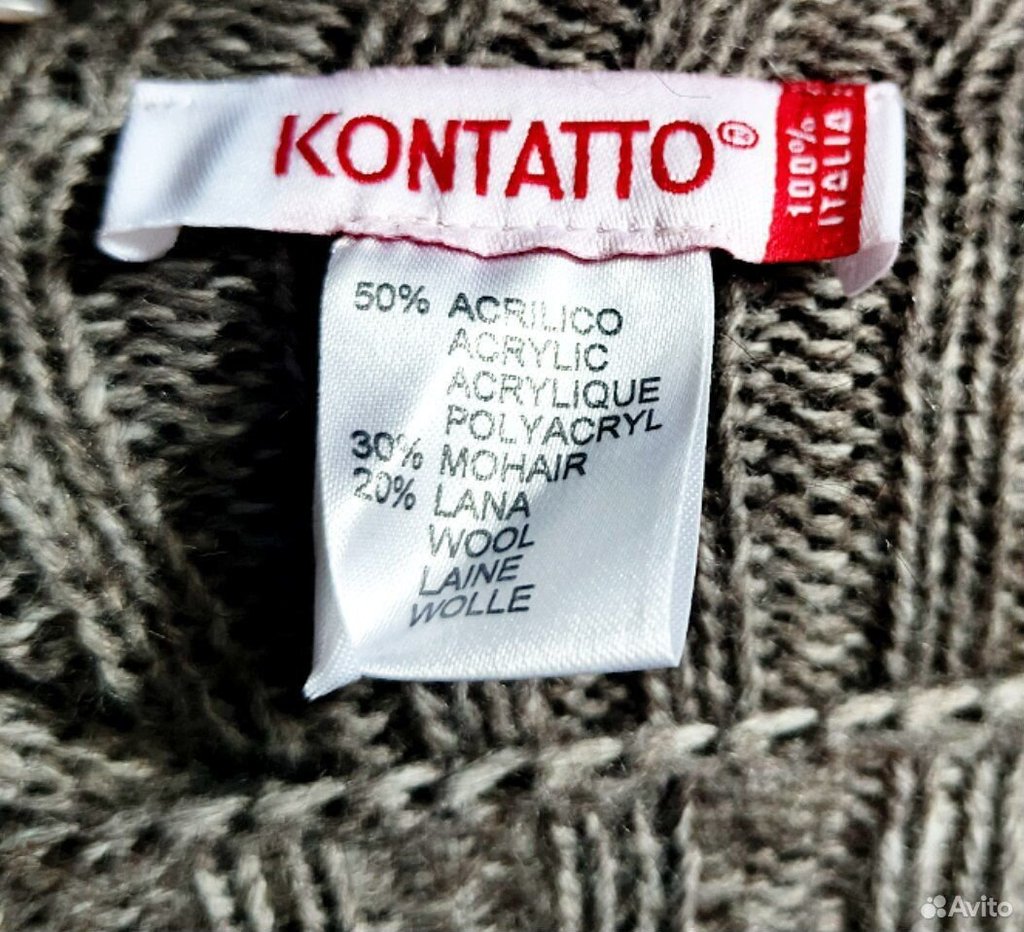 KONTATTO®
100%
ITALIA
50% ACRILICO
ACRYLIC
ACRYLIQUE
POLYACRYL
30% MOHAIR
20% LANA
WOOL
LAINE
WOLLE
Avito